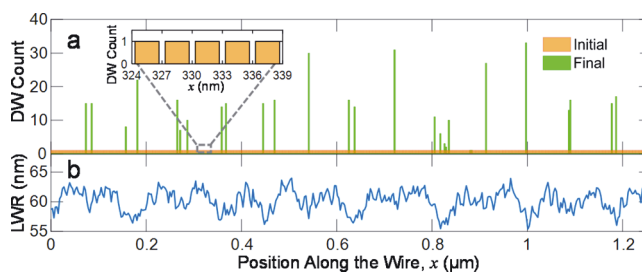 a
DW Count
40
30
20
10
0
DW Count
1
0
324 327 330 333 336 339
x (nm)
Initial
Final
b
LWR (nm)
65
60
55
0 0.2 0.4 0.6 0.8 1 1.2
Position Along the Wire, x (μm)